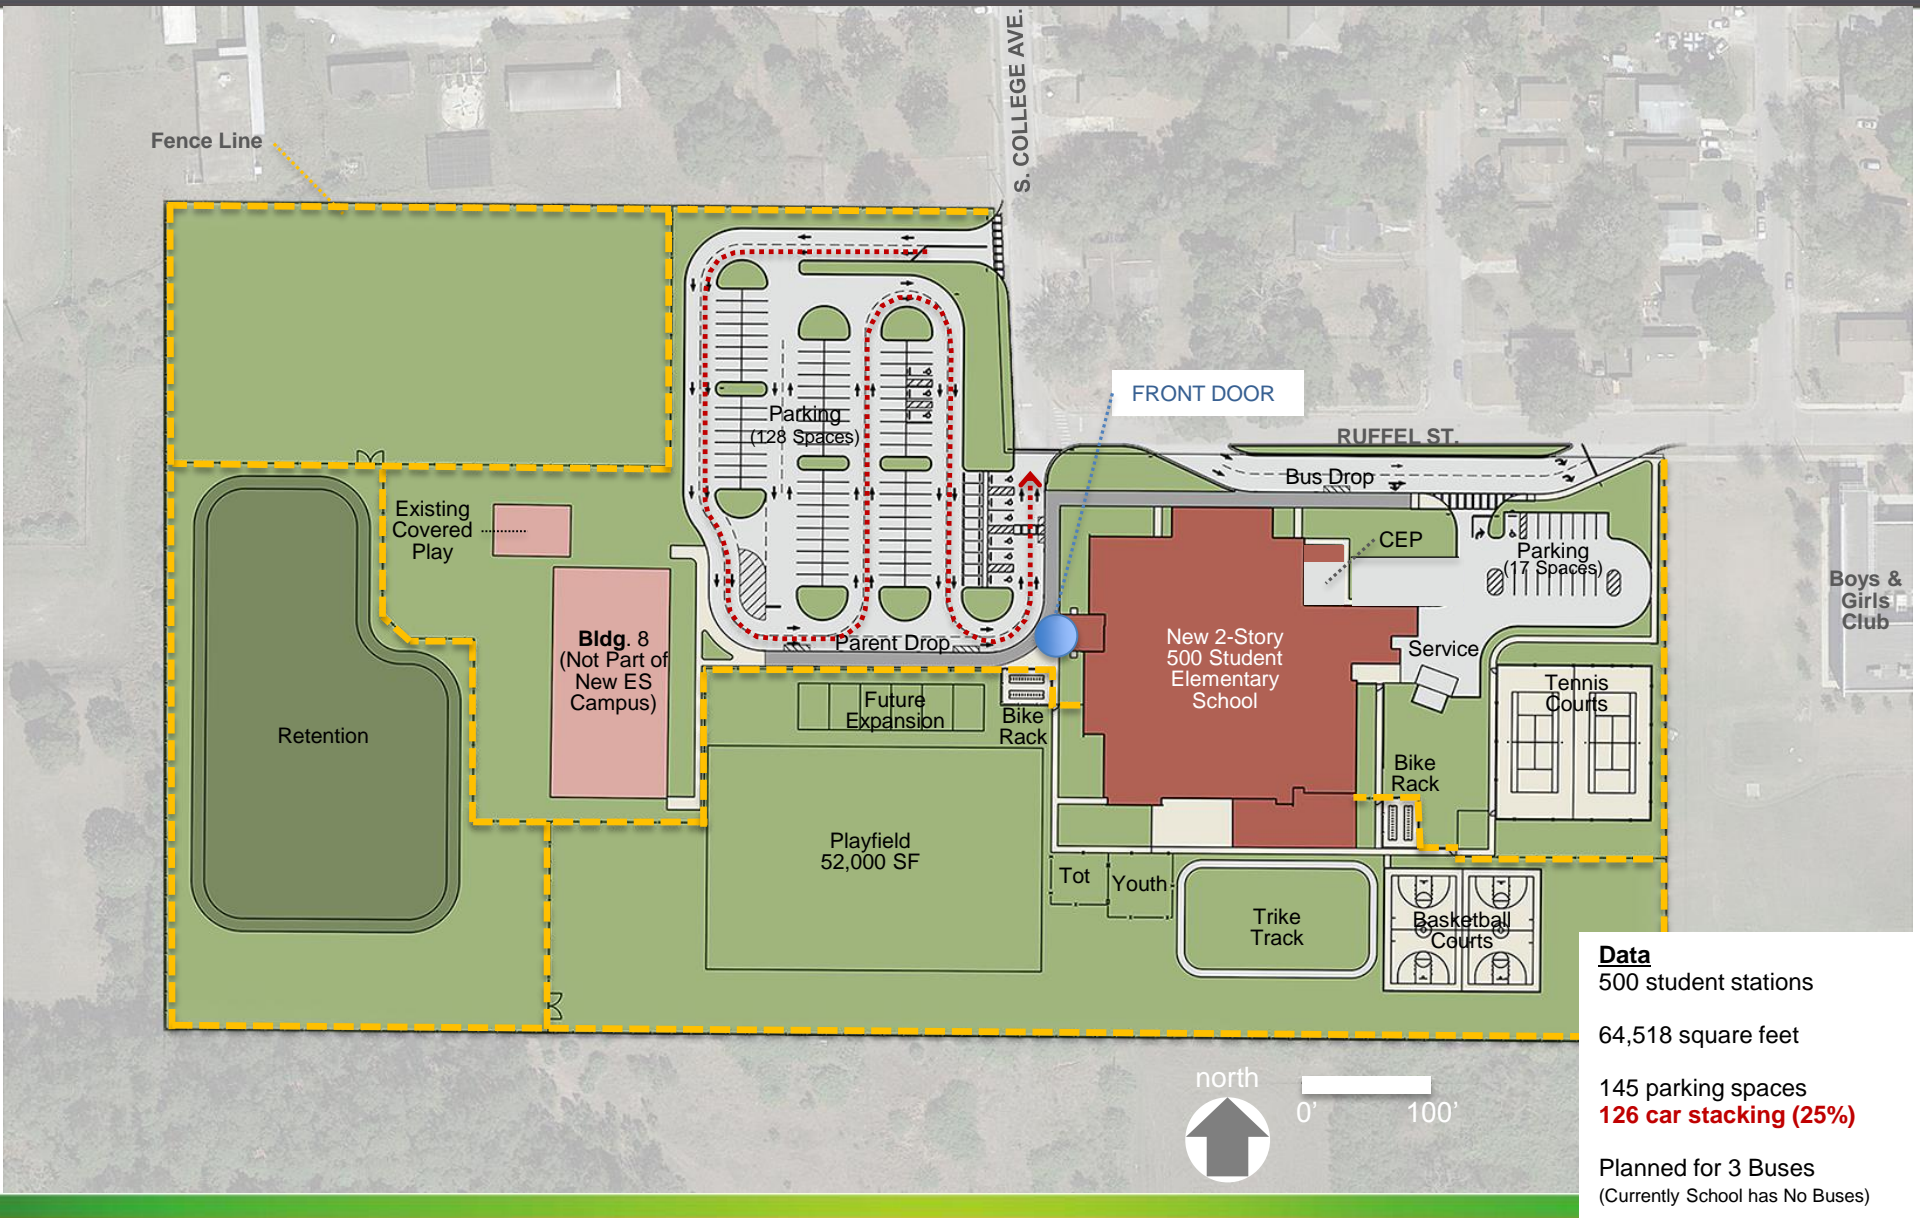 S. COLLEGE AVE.
Fence Line
FRONT DOOR
RUFFEL ST.
Parking
(128 Spaces)
Bus Drop
Existing
Covered
Play
CEP
Parking
(17 Spaces)
Boys &
Girls
Club
Bldg. 8
(Not Part of
New ES
Campus)
Parent Drop
New 2-Story
500 Student
Elementary
School
Service
Tennis
Courts
Future
Expansion
Bike
Rack
Retention
Bike
Rack
Playfield
52,000 SF
Tot
Youth
Trike
Track
Basketball
Courts
Data
500 student stations
64,518 square feet
145 parking spaces
126 car stacking (25%)
Planned for 3 Buses
(Currently School has No Buses)
north
0'
100'